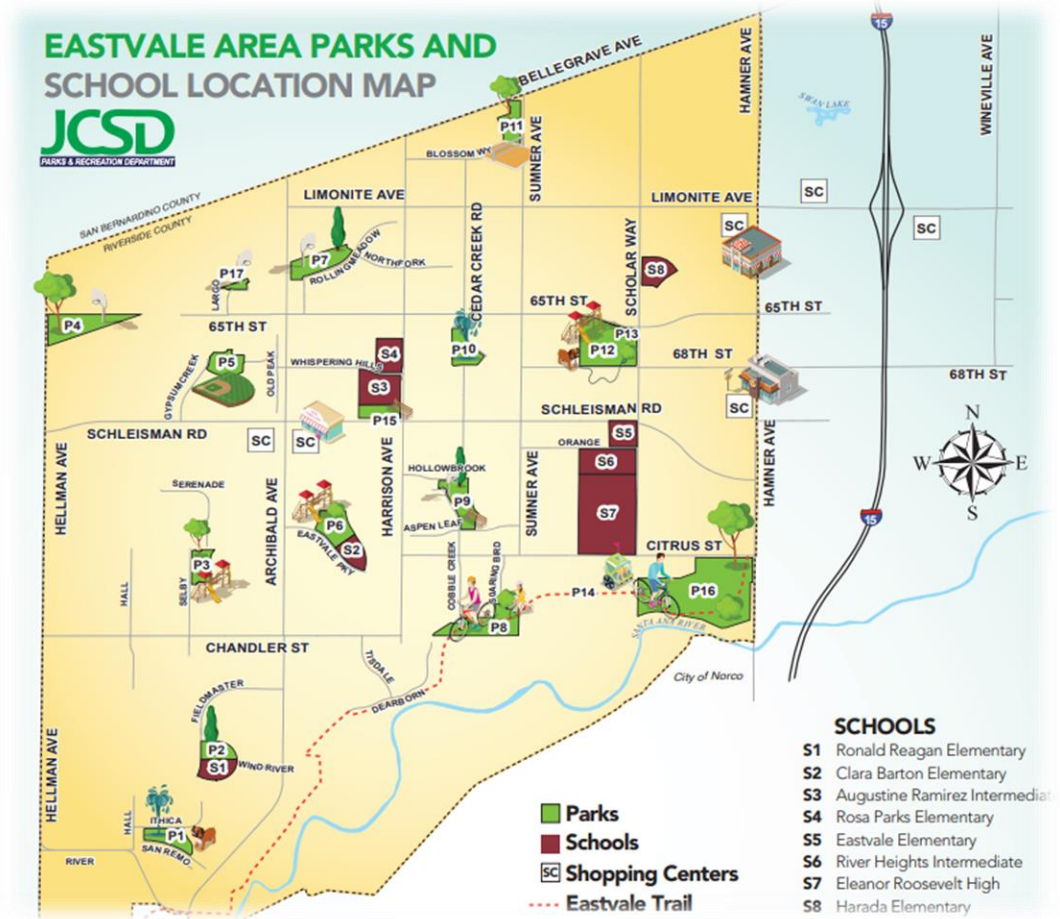 EASTVALE AREA PARKS AND
SCHOOL LOCATION MAP
JCSD
PARKS & RECREATION DEPARTMENT
BELLEGRAVE AVE
HAMNER AVE
15
WINEVILLE AVE
SWAN LAKE
P11
SUMNER AVE
BLOSSOM WY
SAN BERNARDINO COUNTY
RIVERSIDE COUNTY
LIMONITE AVE
LIMONITE AVE
SC
SC
SC
P7
ROLLINGMEADOW
NORTHFORK
CEDAR CREEK RD
SCHOLAR WAY
S8
P17
LARGO
P4
65TH ST
65TH ST
65TH ST
P13
P12
P10
68TH ST
68TH ST
P5
GYPSUMCREEK
OLD PEAK
WHISPERING HILLS
S4
S3
P15
SC
SCHLEISMAN RD
SCHLEISMAN RD
SC
SC
ORANGE
S5
S6
S7
N
W
E
S
HELLMAN AVE
ARCHIBALD AVE
HARRISON AVE
SUMNER AVE
HAMNER AVE
HOLLOWBROOK
P9
ASPEN LEAF
SERENADE
P6
S2
EASTVALE PKY
P3
SELBY
HALL
COBBLE CREEK
SOARING BIRD
CITRUS ST
15
P14
P16
P8
SANTA ANA RIVER
CHANDLER ST
TISDALE
DEARBORN
City of Norco
FIELDMASTER
P2
S1
WIND RIVER
HELLMAN AVE
HALL
ITHICA
P1
SAN REMO
RIVER
Parks
Schools
SC Shopping Centers
Eastvale Trail
SCHOOLS
S1 Ronald Reagan Elementary
S2 Clara Barton Elementary
S3 Augustine Ramirez Intermediat
S4 Rosa Parks Elementary
S5 Eastvale Elementary
S6 River Heights Intermediate
S7 Eleanor Roosevelt High
S8 Harada Elementary